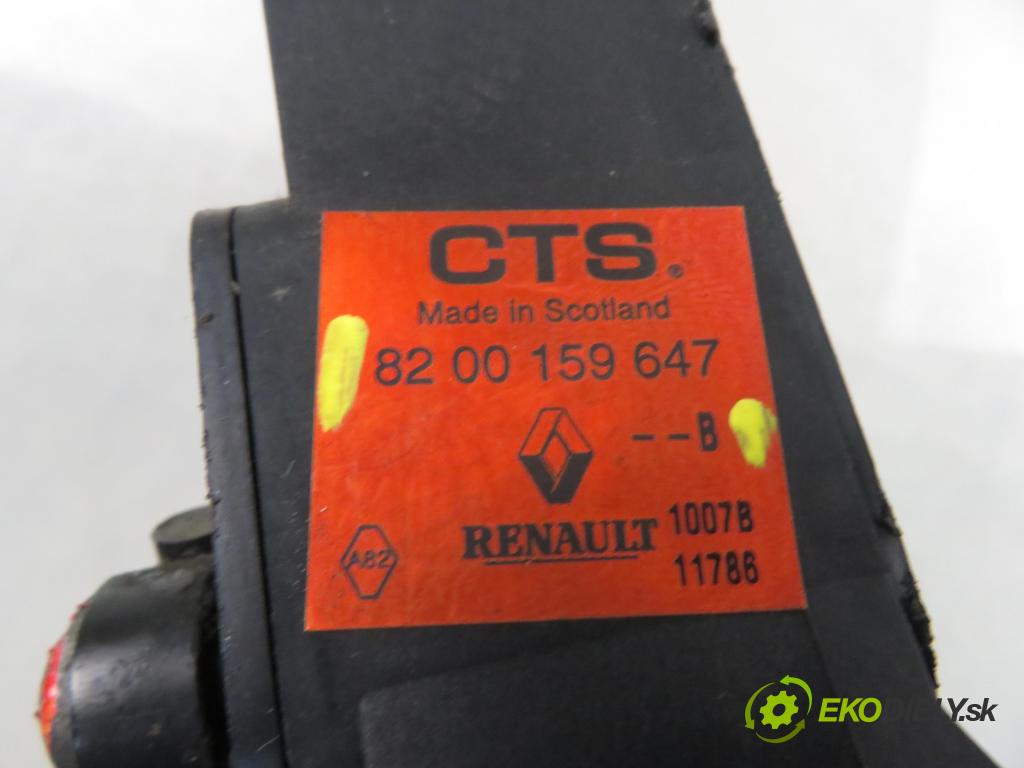 CTS®
Made in Scotland
82 00 159 647
--B
RENAULT 1007B
A82 11786
EKODIELY.sk